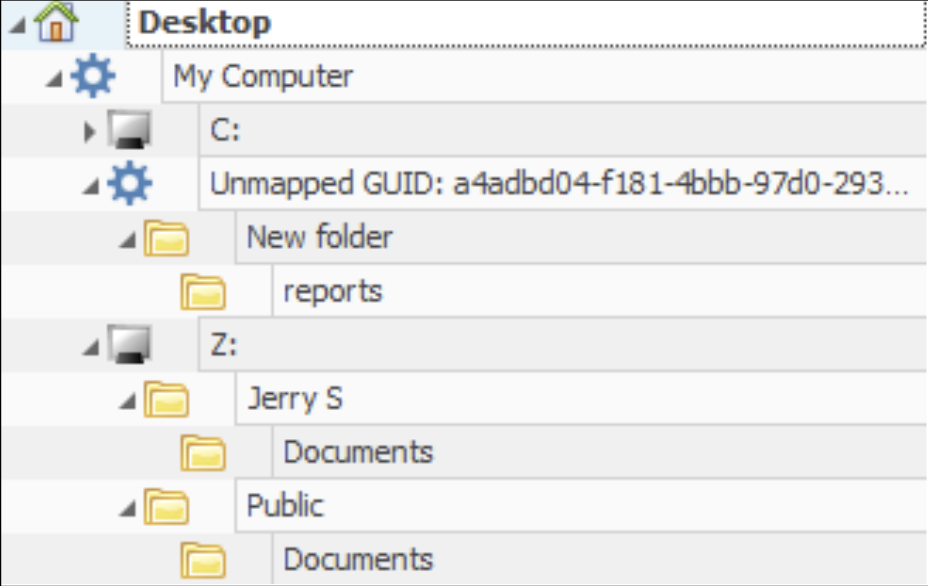 Desktop
My Computer
C:
Unmapped GUID: a4adbd04-f181-4bbb-97d0-293...
New folder
reports
Z:
Jerry S
Documents
Public
Documents